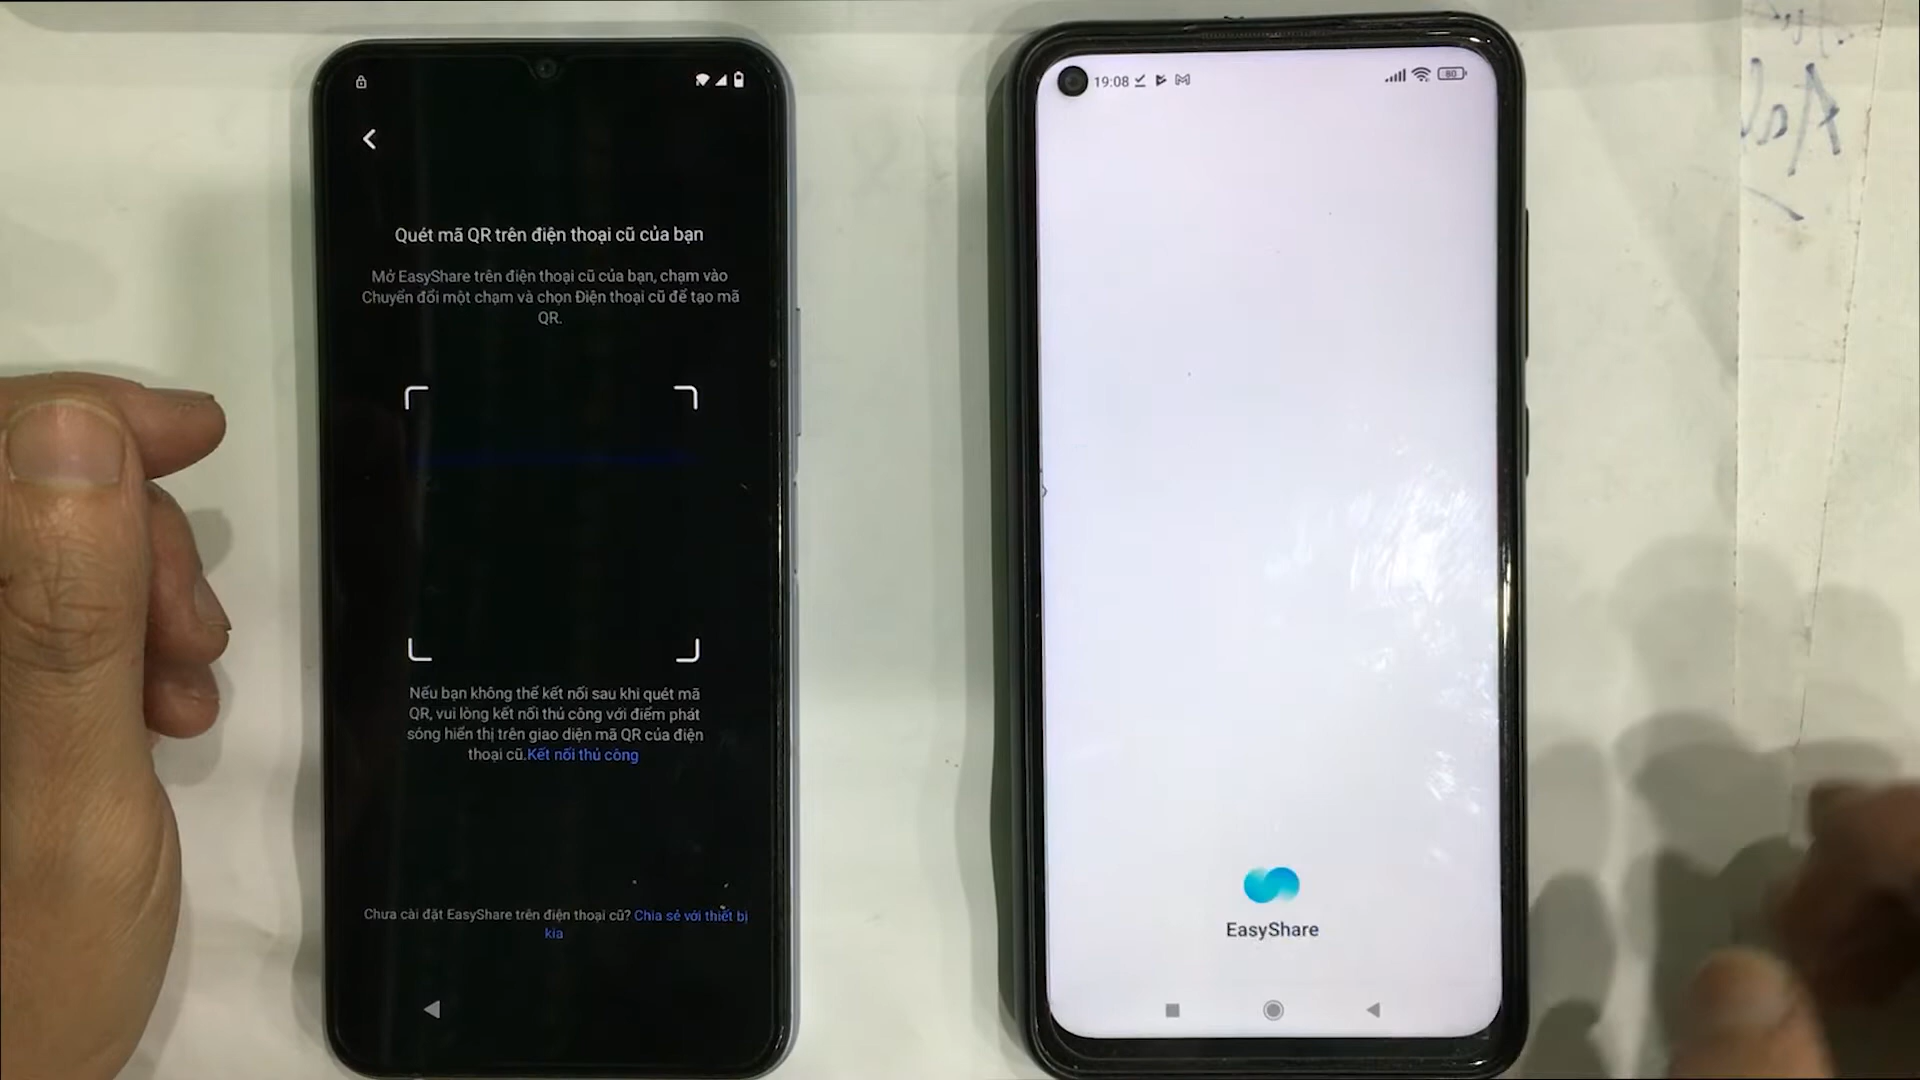 Quét mã QR trên điện thoại cũ của bạn
Mở EasyShare trên điện thoại cũ của bạn, chạm vào
Chuyển đổi một chạm và chọn Điện thoại cũ để tạo mã
QR.
Nếu bạn không thể kết nối sau khi quét mã
QR, vui lòng kết nối thủ công với điểm phát
sóng hiển thị trên giao diện mã QR của điện
thoại cũ.Kết nối thủ công
Chưa cài đặt EasyShare trên điện thoại cũ? Chia sẻ với thiết bị
kia
19:08
80
EasyShare